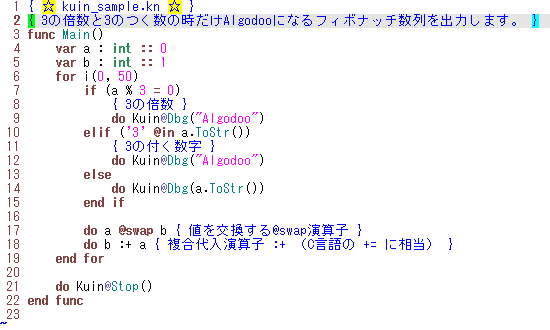 1 { ☆ kuin_sample.kn ☆ }
2 { 3の倍数と3のつく数の時だけAlgodooになるフィボナッチ数列を出力します。 }
3 func Main()
4     var a : int :: 0
5     var b : int :: 1
6     for i(0, 50)
7         if (a % 3 = 0)
8             { 3の倍数 }
9             do Kuin@Dbg("Algodoo")
10         elif ('3' @in a.ToStr())
11             { 3の付く数字 }
12             do Kuin@Dbg("Algodoo")
13         else
14             do Kuin@Dbg(a.ToStr())
15         end if
16
17         do a @swap b { 値を交換する@swap演算子 }
18         do b :+ a { 複合代入演算子 :+ （C言語の += に相当） }
19     end for
20
21     do Kuin@Stop()
22 end func
23